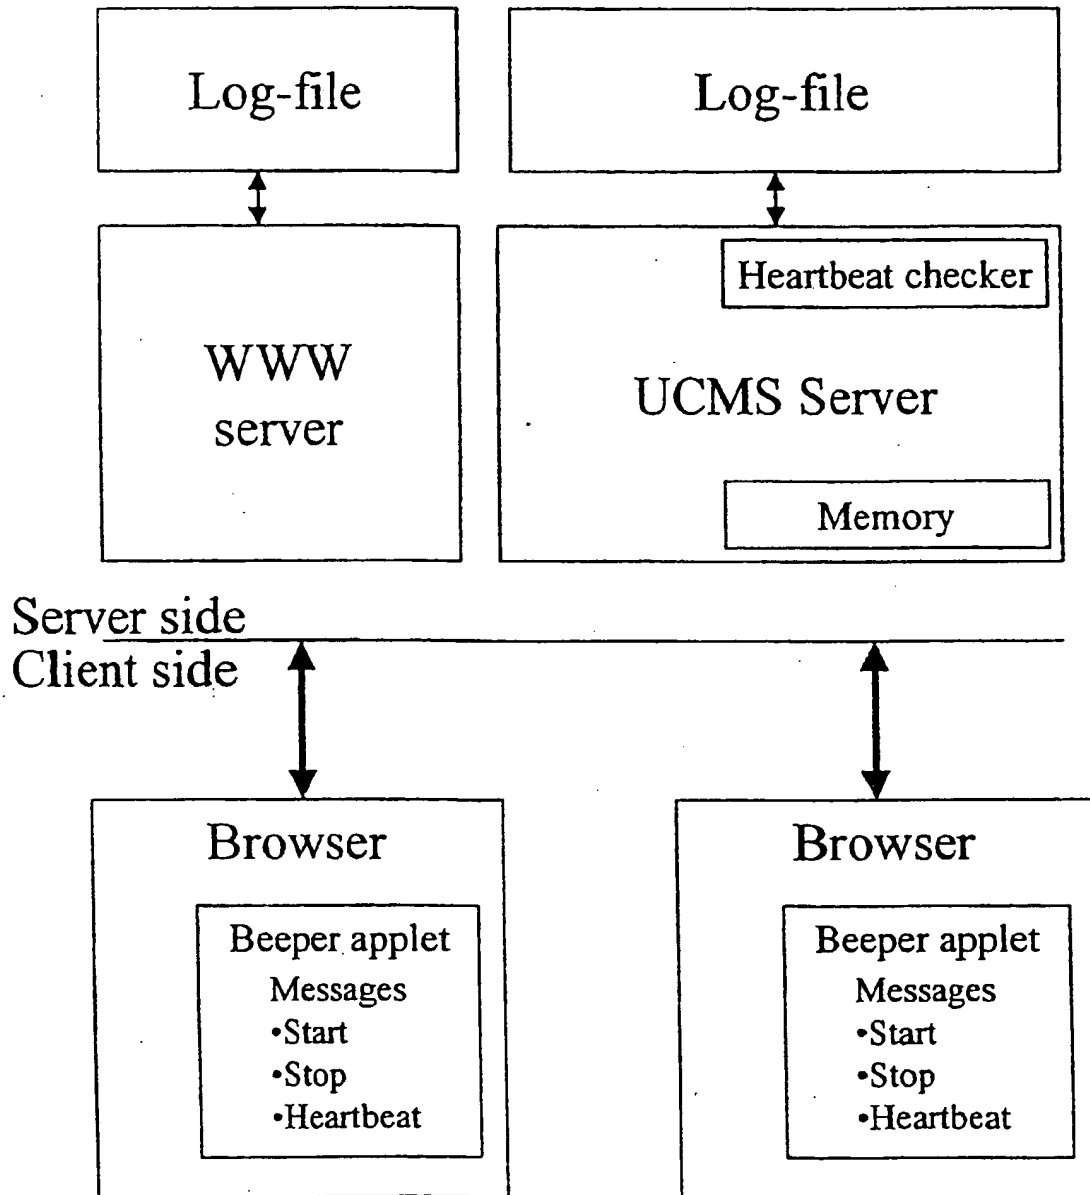 Log-file
Log-file
Heartbeat checker
WWW
server
UCMS Server
Memory
Server side
Client side
Browser
Beeper applet
Messages
•Start
•Stop
•Heartbeat
Browser
Beeper applet
Messages
•Start
•Stop
•Heartbeat